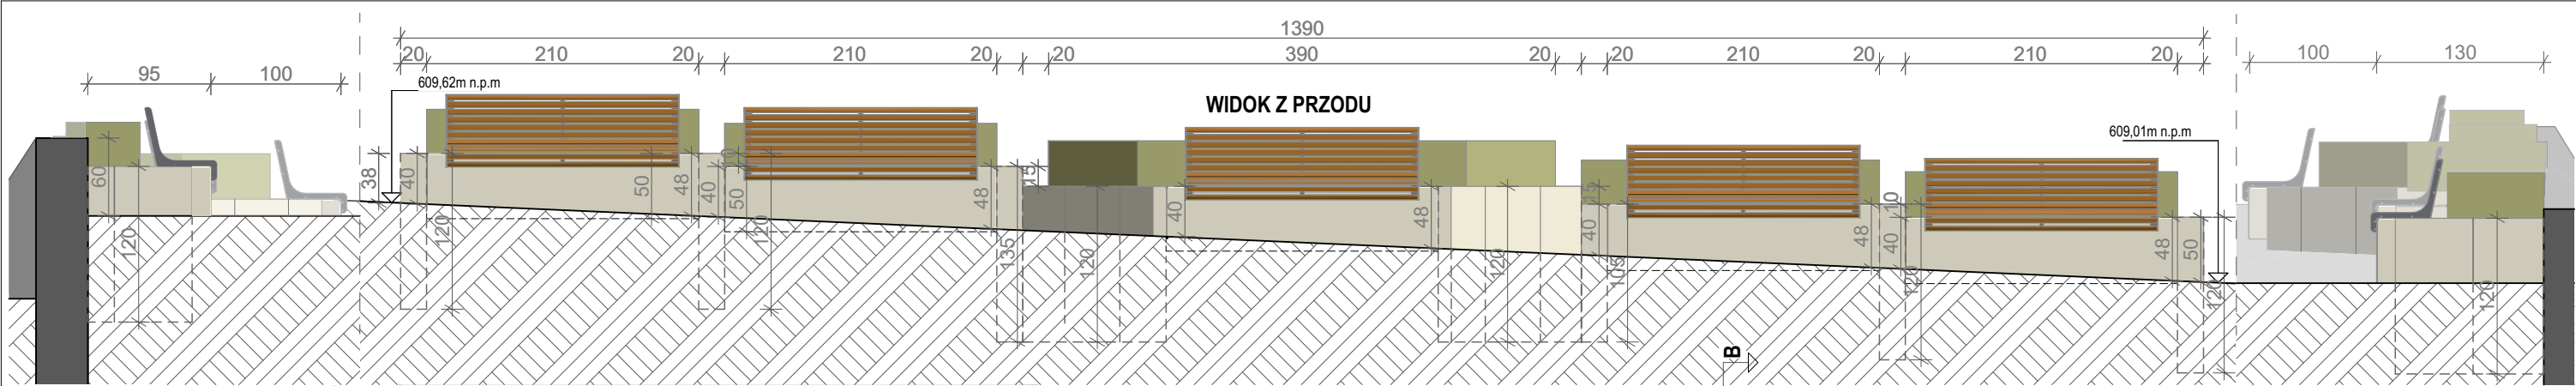 1390
20 210 20 210 20 20 390 20 20 210 20 210 20
95 100
100 130
609,62m n.p.m
WIDOK Z PRZODU
609,01m n.p.m
60 120
38 40 120 50 48 40 50 120 48 135 15
120 40 48 120
15 40 105 48 10 40 120 48 50 120
120
B